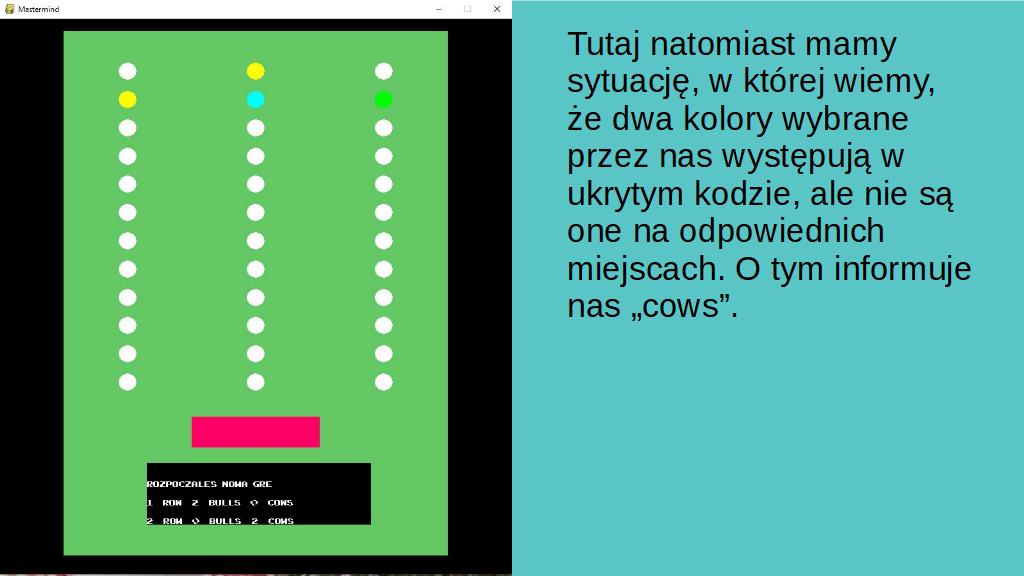 Mastermind
Tutaj natomiast mamy
sytuację, w której wiemy,
że dwa kolory wybrane
przez nas występują w
ukrytym kodzie, ale nie są
one na odpowiednich
miejscach. O tym informuje
nas „cows”.
ROZPOCZALES NOWA GRE
1 ROW 2 BULLS 0 COWS
2 ROW 0 BULLS 2 COWS